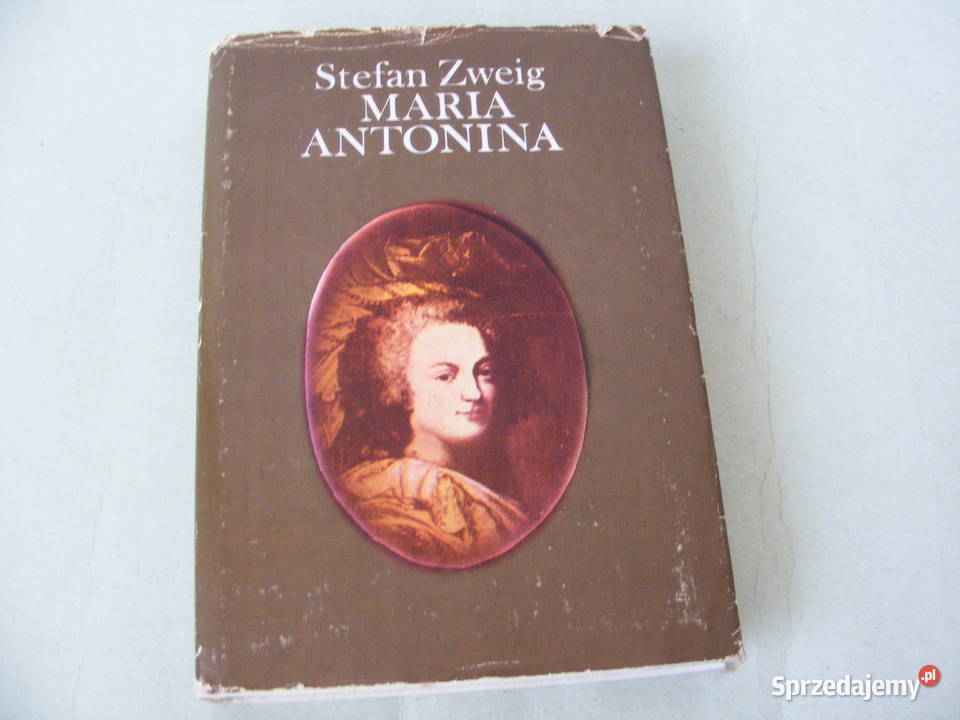 Stefan Zweig
MARIA
ANTONINA
Sprzedajemy.pl